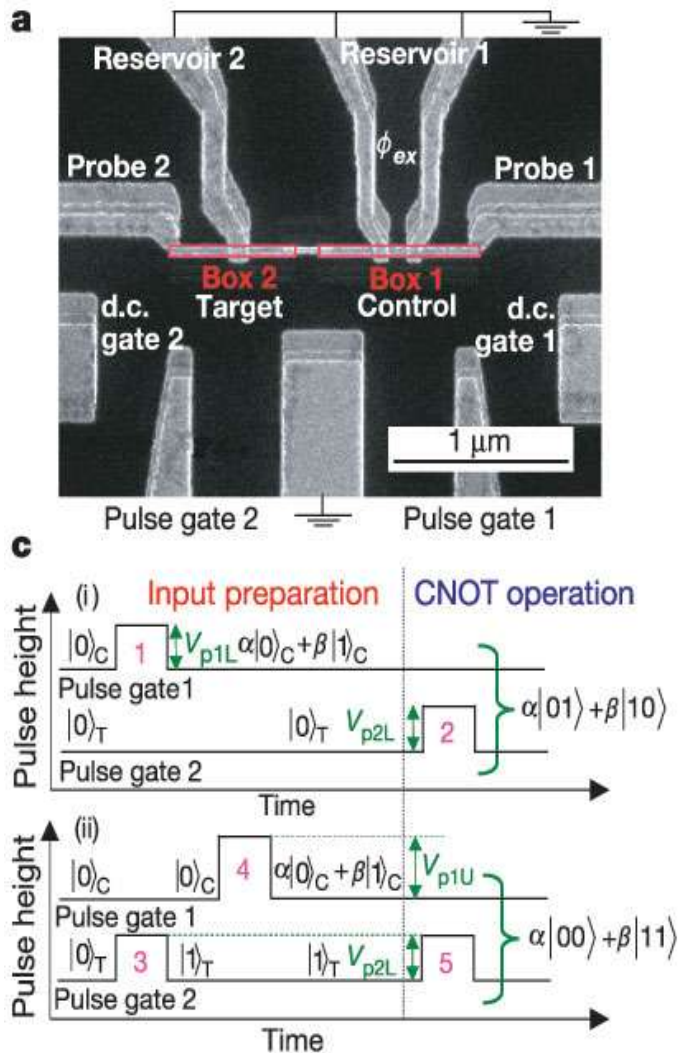 a
Reservoir 2 Reservoir 1
ϕex
Probe 2 Probe 1
Box 2 Box 1
Target Control
d.c. gate 2 d.c. gate 1
1 μm
Pulse gate 2 Pulse gate 1
c
(i) Input preparation CNOT operation
Pulse height
|0⟩C 1 Vp1L α|0⟩C+β|1⟩C
Pulse gate1
|0⟩T |0⟩T Vp2L 2
α|01⟩+β|10⟩
Pulse gate 2
Time
(ii)
Pulse height
|0⟩C |0⟩C 4 α|0⟩C+β|1⟩C Vp1U
Pulse gate 1
|0⟩T 3 |1⟩T |1⟩T Vp2L 5
α|00⟩+β|11⟩
Pulse gate 2
Time